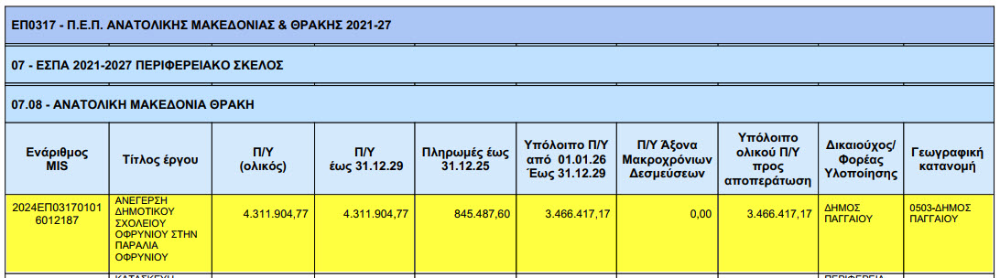 ΕΠ0317 - Π.Ε.Π. ΑΝΑΤΟΛΙΚΗΣ ΜΑΚΕΔΟΝΙΑΣ & ΘΡΑΚΗΣ 2021-27
07 - ΕΣΠΑ 2021-2027 ΠΕΡΙΦΕΡΕΙΑΚΟ ΣΚΕΛΟΣ
07.08 - ΑΝΑΤΟΛΙΚΗ ΜΑΚΕΔΟΝΙΑ ΘΡΑΚΗ
Ενάριθμος
MIS
Τίτλος έργου
Π/Υ
(ολικός)
Π/Υ
έως 31.12.29
Πληρωμές έως
31.12.25
Υπόλοιπο Π/Υ
από 01.01.26
Έως 31.12.29
Π/Υ Άξονα
Μακροχρόνιων
Δεσμεύσεων
Υπόλοιπο
ολικού Π/Υ
προς
αποπεράτωση
Δικαιούχος/
Φορέας
Υλοποίησης
Γεωγραφική
κατανομή
2024ΕΠ03170101
6012187
ΑΝΕΓΕΡΣΗ
ΔΗΜΟΤΙΚΟΥ
ΣΧΟΛΕΙΟΥ
ΟΦΡΥΝΙΟΥ ΣΤΗΝ
ΠΑΡΑΛΙΑ
ΟΦΡΥΝΙΟΥ
4.311.904,77
4.311.904,77
845.487,60
3.466.417,17
0,00
3.466.417,17
ΔΗΜΟΣ
ΠΑΓΓΑΙΟΥ
0503-ΔΗΜΟΣ
ΠΑΓΓΑΙΟΥ